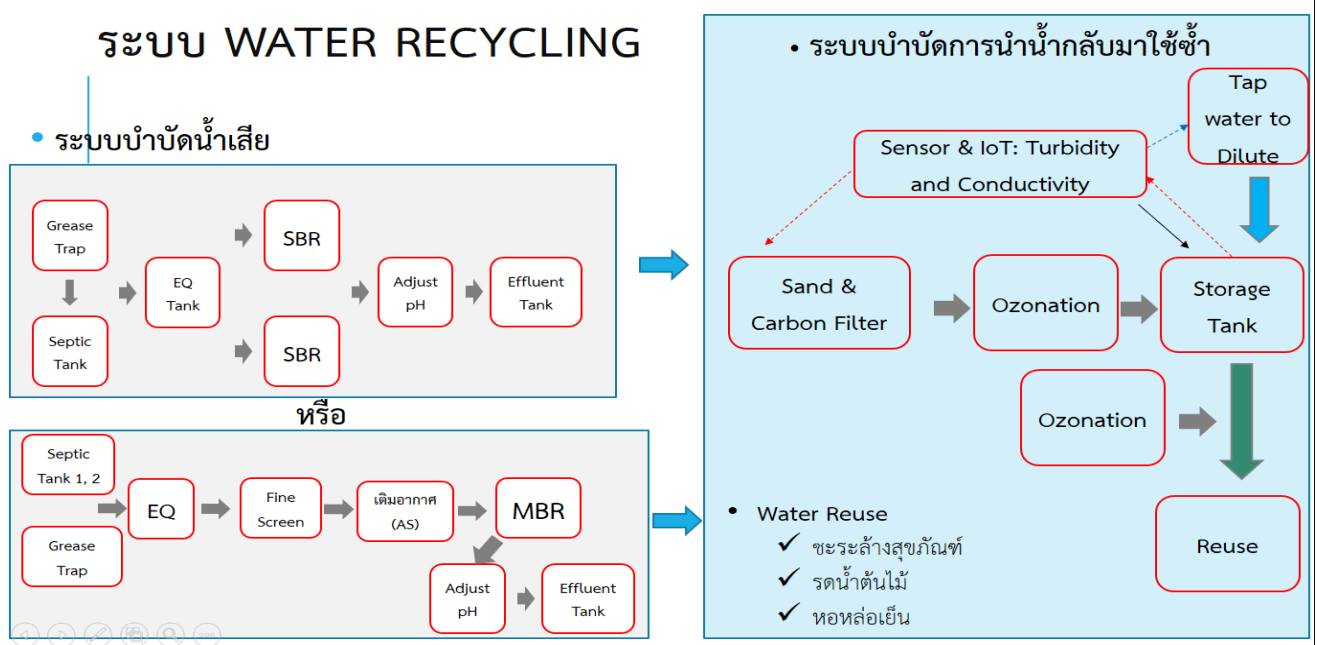 ระบบ WATER RECYCLING
• ระบบบำบัดน้ำเสีย
Grease
Trap
Septic
Tank
EQ
Tank
SBR
SBR
Adjust
pH
Effluent
Tank
หรือ
Septic
Tank 1, 2
Grease
Trap
EQ
Fine
Screen
เติมอากาศ
(AS)
MBR
Adjust
pH
Effluent
Tank
• ระบบบำบัดการนำน้ำกลับมาใช้ซ้ำ
Tap
water to
Dilute
Sensor & IoT: Turbidity
and Conductivity
Sand &
Carbon Filter
Ozonation
Storage
Tank
Ozonation
Reuse
• Water Reuse
✓ ชะระล้างสุขภัณฑ์
✓ รดน้ำต้นไม้
✓ หอหล่อเย็น